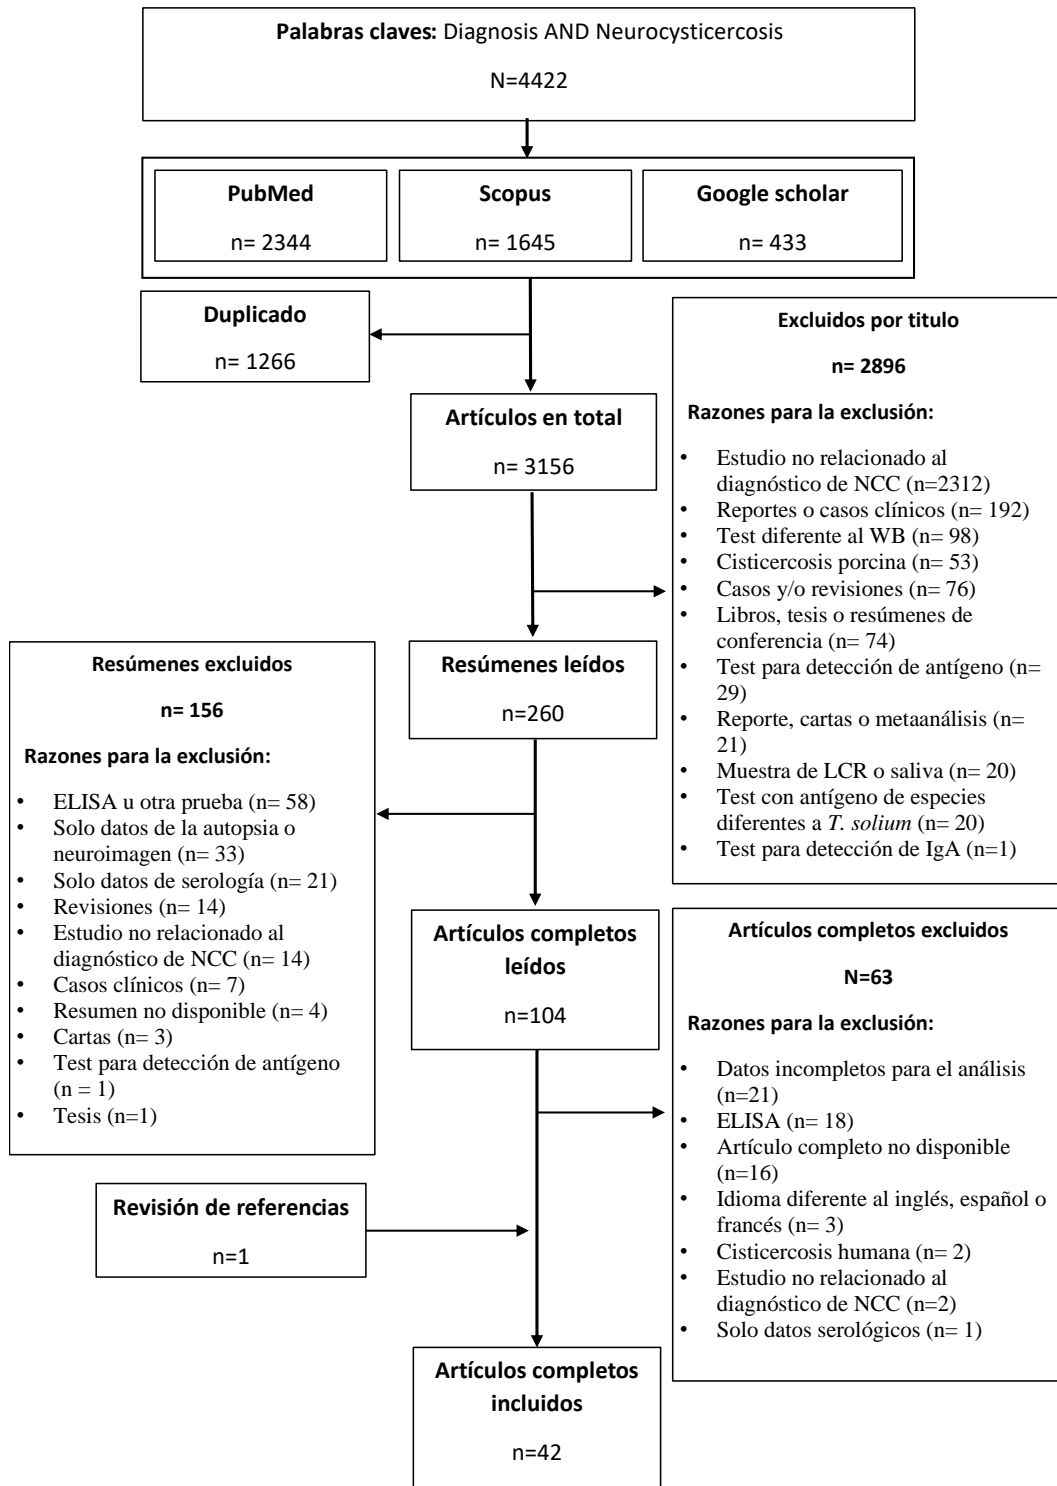 Palabras claves: Diagnosis AND Neurocysticercosis
N=4422
PubMed
n= 2344
Scopus
n= 1645
Google scholar
n= 433
Duplicado
n= 1266
Excluidos por titulo
n= 2896
Razones para la exclusión:
• Estudio no relacionado al
diagnóstico de NCC (n=2312)
• Reportes o casos clínicos (n= 192)
• Test diferente al WB (n= 98)
• Cisticercosis porcina (n= 53)
• Casos y/o revisiones (n= 76)
• Libros, tesis o resúmenes de
conferencia (n= 74)
• Test para detección de antígeno (n=
29)
• Reporte, cartas o metaanálisis (n=
21)
• Muestra de LCR o saliva (n= 20)
• Test con antígeno de especies
diferentes a T. solium (n= 20)
• Test para detección de IgA (n=1)
Artículos en total
n= 3156
Resúmenes leídos
n=260
Resúmenes excluidos
n= 156
Razones para la exclusión:
• ELISA u otra prueba (n= 58)
• Solo datos de la autopsia o
neuroimagen (n= 33)
• Solo datos de serología (n= 21)
• Revisiones (n= 14)
• Estudio no relacionado al
diagnóstico de NCC (n= 14)
• Casos clínicos (n= 7)
• Resumen no disponible (n= 4)
• Cartas (n= 3)
• Test para detección de antígeno
(n = 1)
• Tesis (n=1)
Artículos completos
leídos
n=104
Artículos completos excluidos
N=63
Razones para la exclusión:
• Datos incompletos para el análisis
(n=21)
• ELISA (n= 18)
• Artículo completo no disponible
(n=16)
• Idioma diferente al inglés, español o
francés (n= 3)
• Cisticercosis humana (n= 2)
• Estudio no relacionado al
diagnóstico de NCC (n=2)
• Solo datos serológicos (n= 1)
Revisión de referencias
n=1
Artículos completos
incluidos
n=42